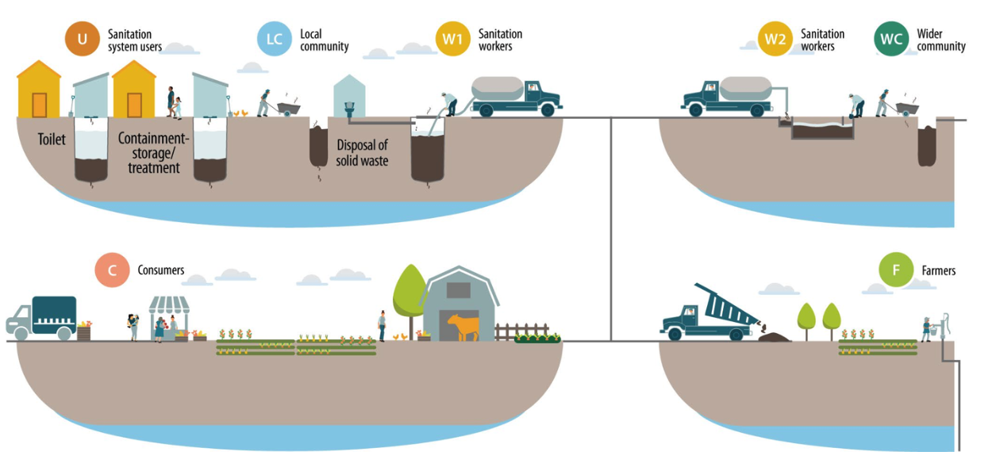 U
Sanitation
system users
LC
Local
community
W1
Sanitation
workers
W2
Sanitation
workers
WC
Wider
community
Toilet
Containment-
storage/
treatment
Disposal of
solid waste
C
Consumers
F
Farmers